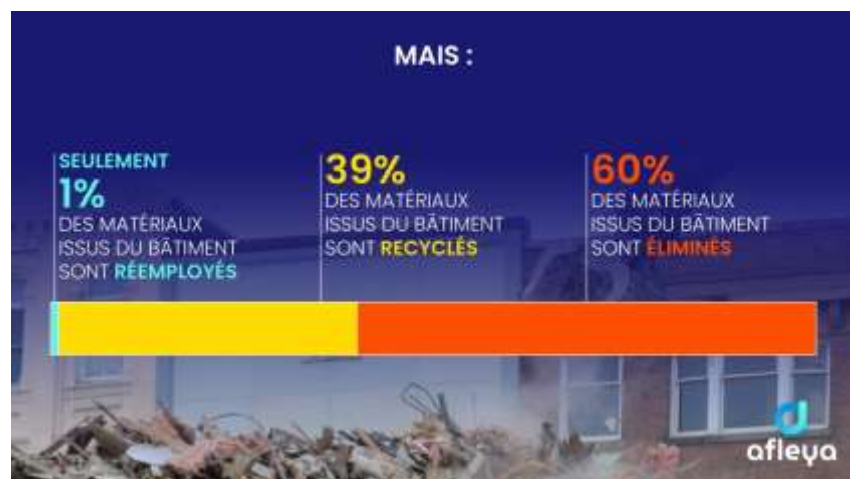 MAIS :
SEULEMENT
1%
DES MATÉRIAUX
ISSUS DU BÂTIMENT
SONT RÉEMPLOYÉS
39%
DES MATÉRIAUX
ISSUS DU BÂTIMENT
SONT RECYCLÉS
60%
DES MATÉRIAUX
ISSUS DU BÂTIMENT
SONT ÉLIMINÉS
afleya